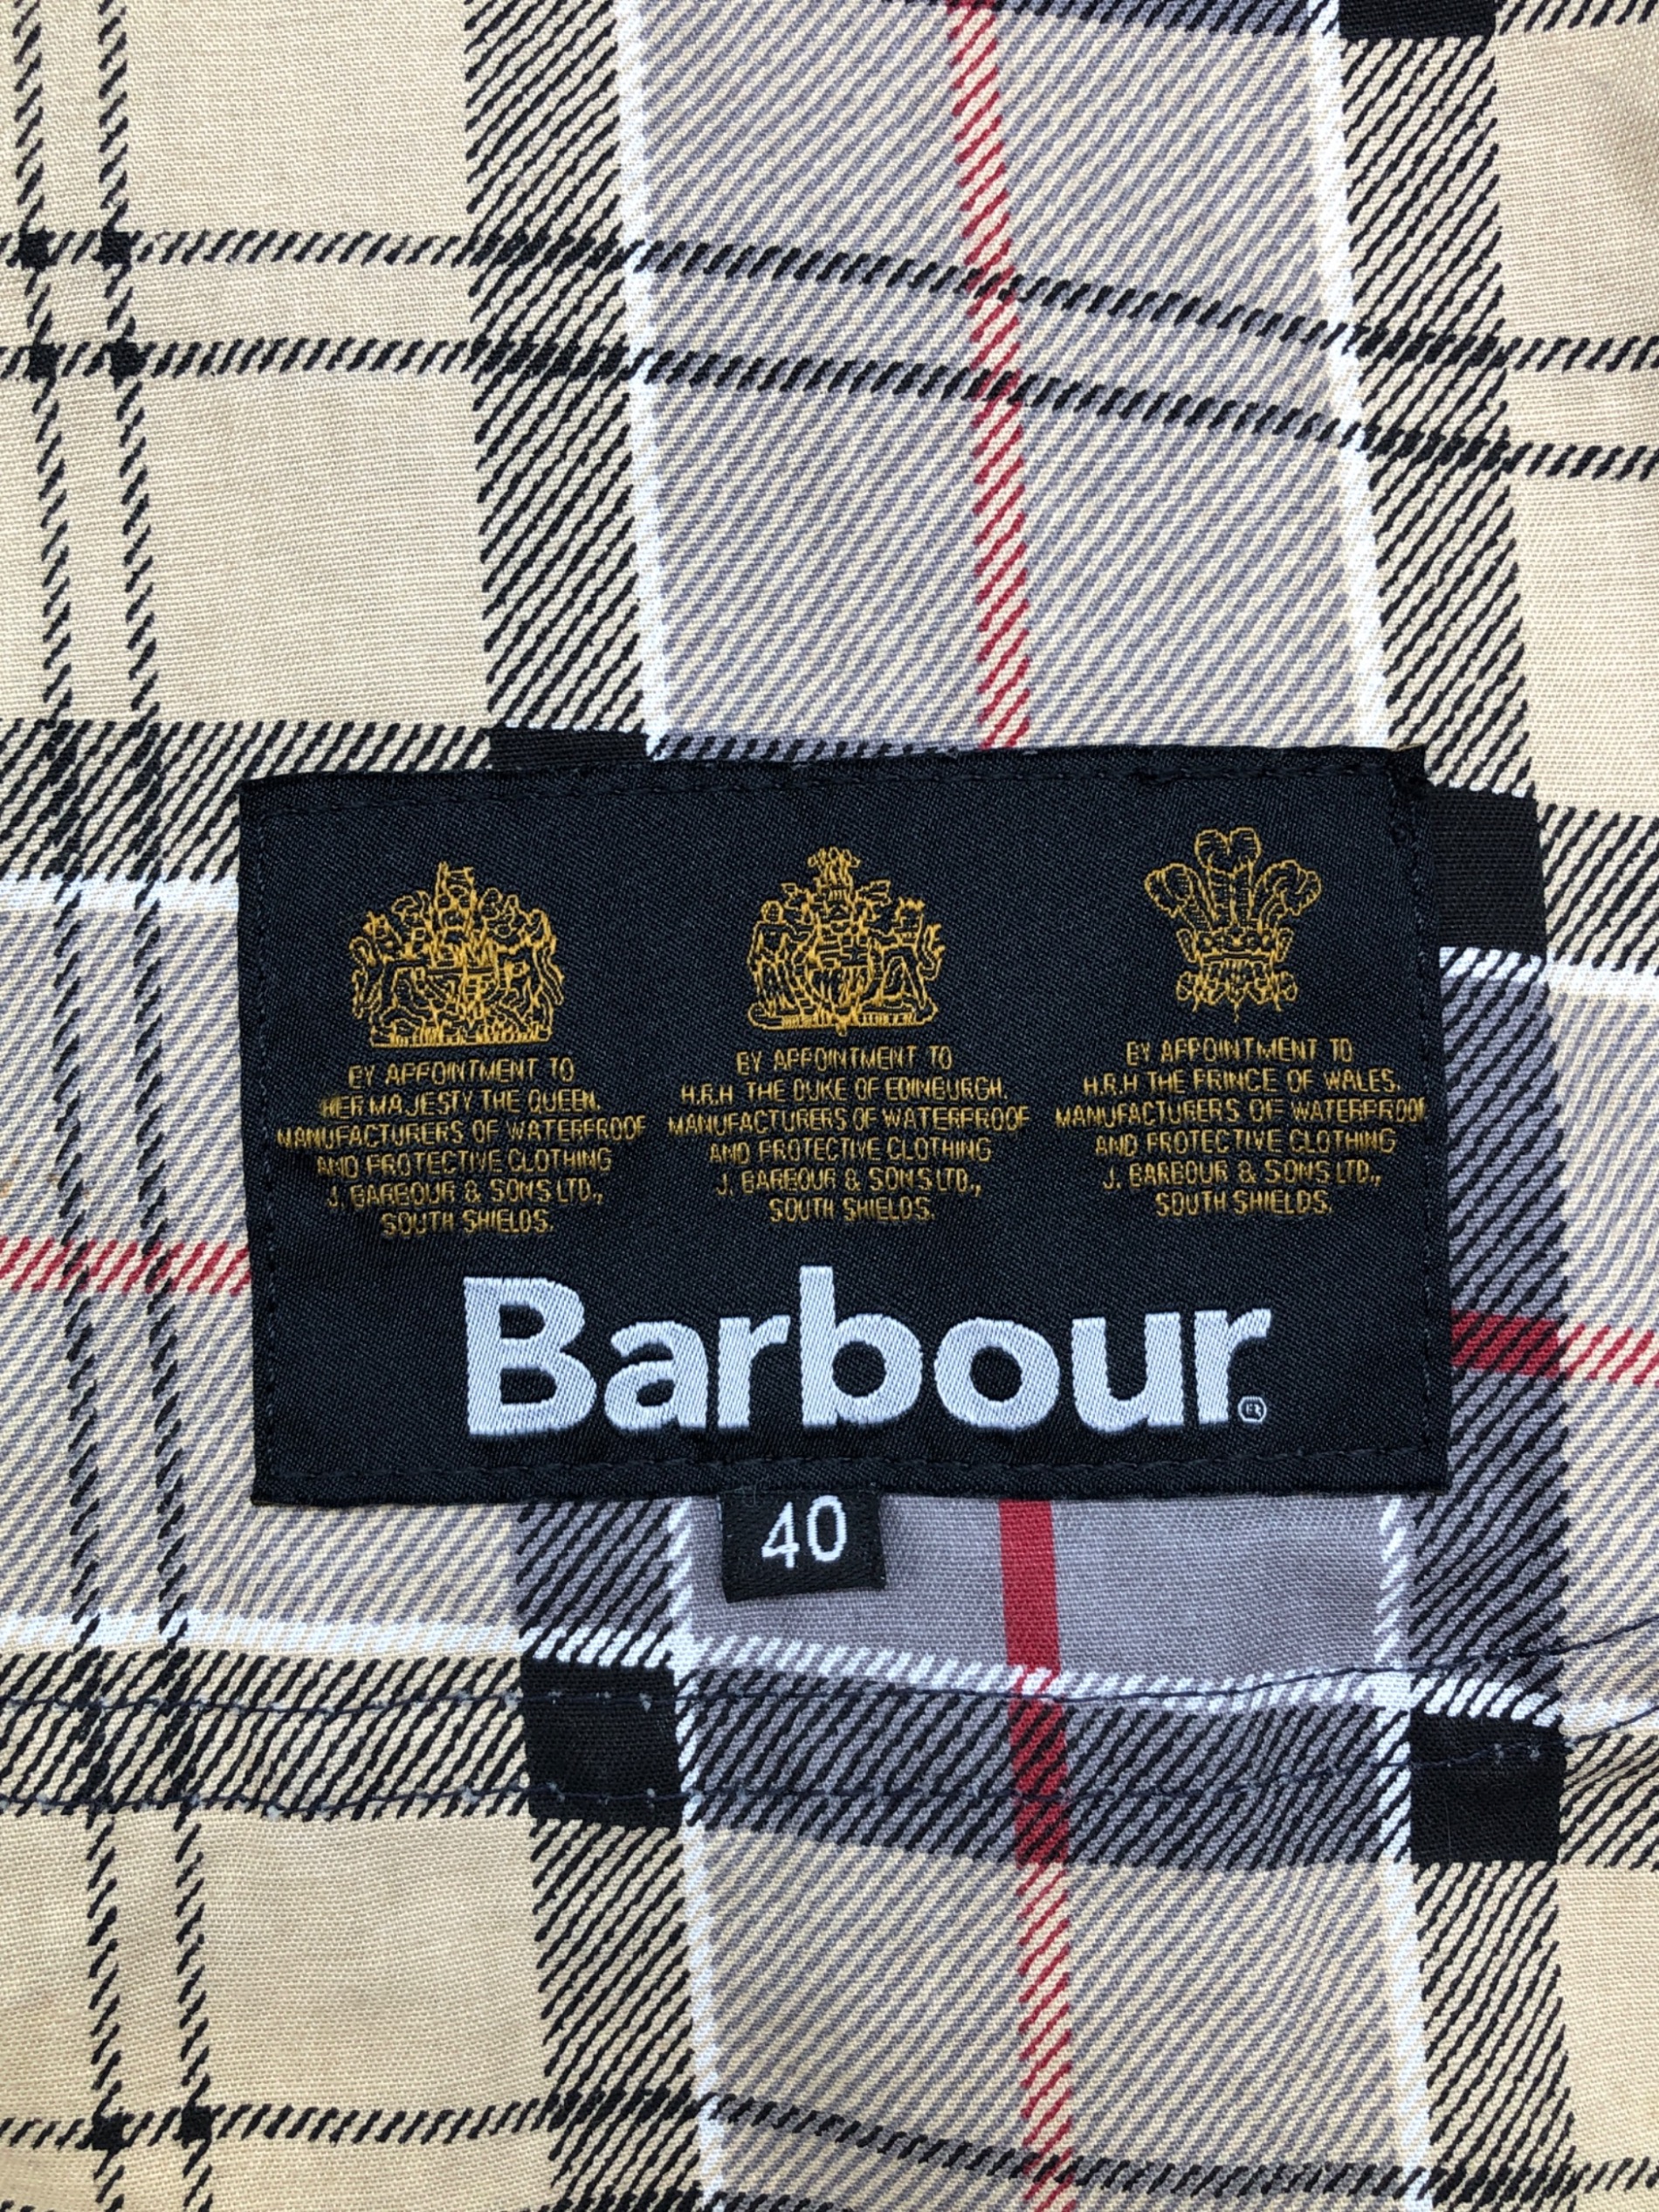 BY APPOINTMENT TO
HER MAJESTY THE QUEEN,
MANUFACTURERS OF WATERPROOF
AND PROTECTIVE CLOTHING
J. BARBOUR & SONS LTD.,
SOUTH SHIELDS.
BY APPOINTMENT TO
H.R.H THE DUKE OF EDINBURGH.
MANUFACTURERS OF WATERPROOF
AND PROTECTIVE CLOTHING
J. BARBOUR & SONS LTD.,
SOUTH SHIELDS.
BY APPOINTMENT TO
H.R.H THE PRINCE OF WALES.
MANUFACTURERS OF WATERPROOF
AND PROTECTIVE CLOTHING
J. BARBOUR & SONS LTD.,
SOUTH SHIELDS.
Barbour®
40